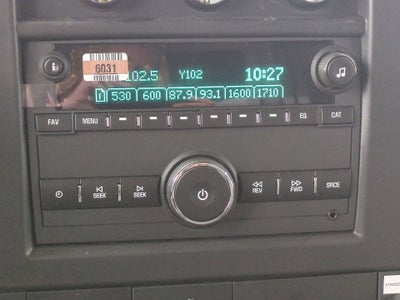 6031
102.5 Y102 10:27
1 530 600 87.9 93.1 1600 1710
FAV MENU EQ CAT
SEEK SEEK REV FWD SRCE